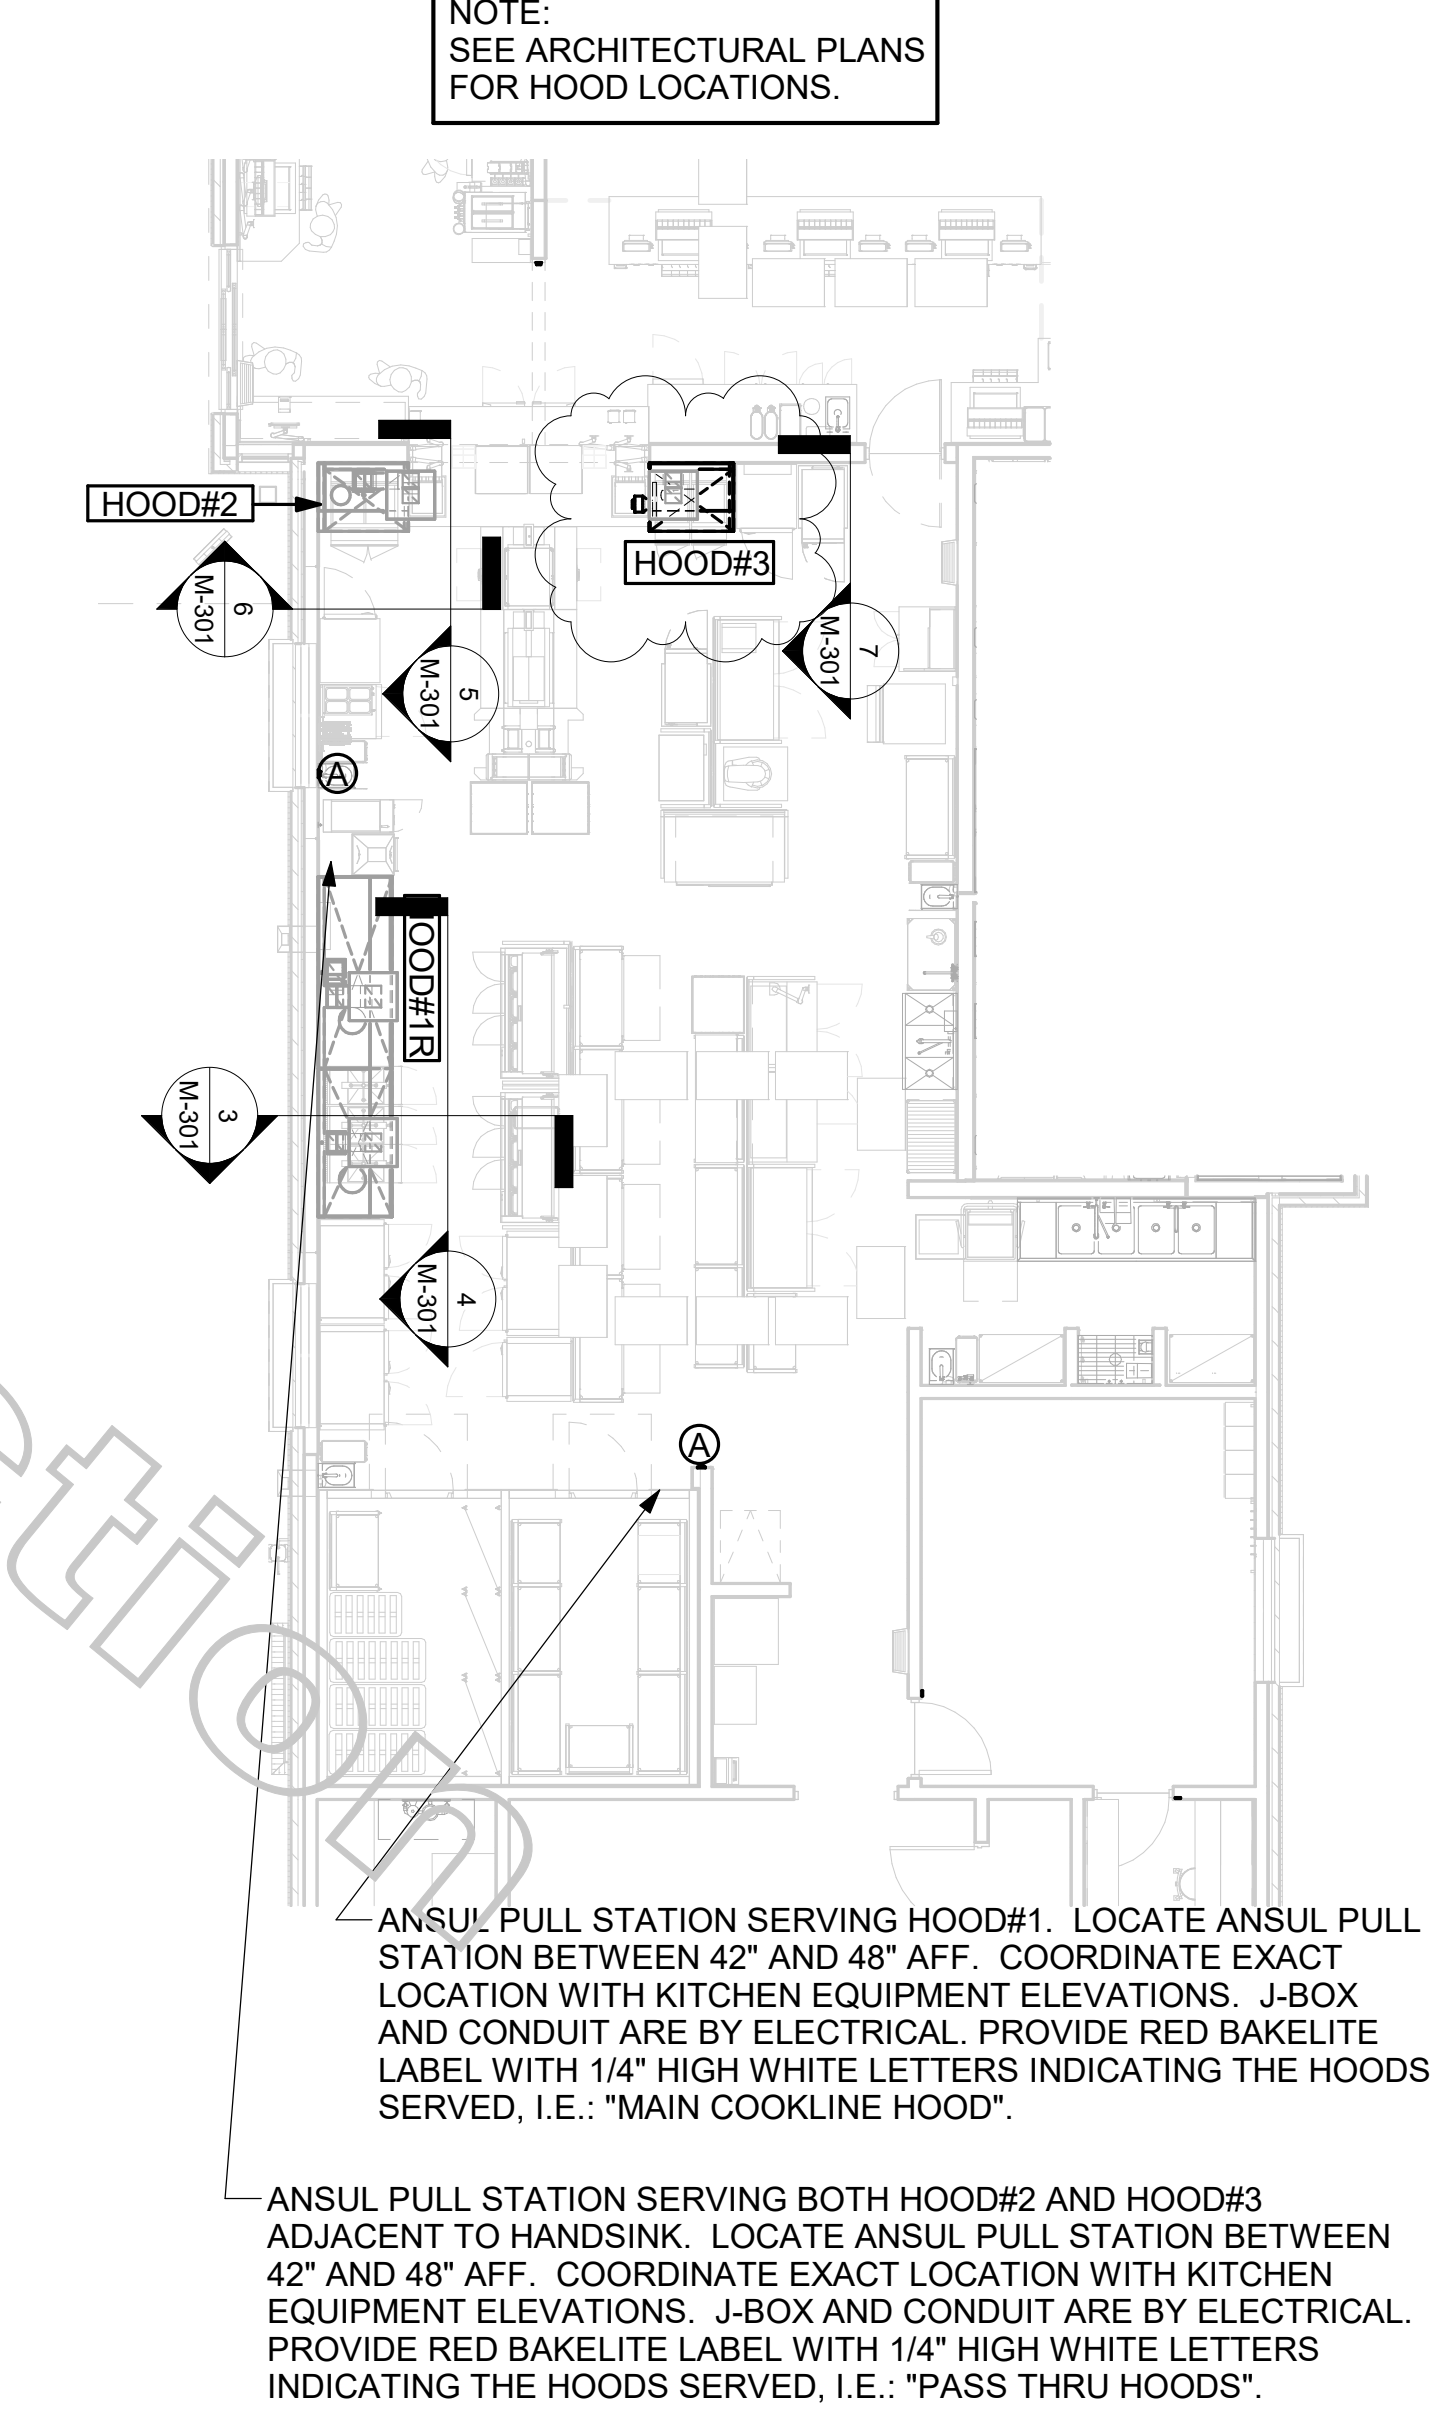 NOTE:
SEE ARCHITECTURAL PLANS
FOR HOOD LOCATIONS.
HOOD#2
HOOD#3
6
M-301
5
M-301
7
M-301
A
OOD#1R
3
M-301
4
M-301
A
etion
ANSUL PULL STATION SERVING HOOD#1. LOCATE ANSUL PULL
STATION BETWEEN 42" AND 48" AFF. COORDINATE EXACT
LOCATION WITH KITCHEN EQUIPMENT ELEVATIONS. J-BOX
AND CONDUIT ARE BY ELECTRICAL. PROVIDE RED BAKELITE
LABEL WITH 1/4" HIGH WHITE LETTERS INDICATING THE HOODS
SERVED, I.E.: "MAIN COOKLINE HOOD".
ANSUL PULL STATION SERVING BOTH HOOD#2 AND HOOD#3
ADJACENT TO HANDSINK. LOCATE ANSUL PULL STATION BETWEEN
42" AND 48" AFF. COORDINATE EXACT LOCATION WITH KITCHEN
EQUIPMENT ELEVATIONS. J-BOX AND CONDUIT ARE BY ELECTRICAL.
PROVIDE RED BAKELITE LABEL WITH 1/4" HIGH WHITE LETTERS
INDICATING THE HOODS SERVED, I.E.: "PASS THRU HOODS".